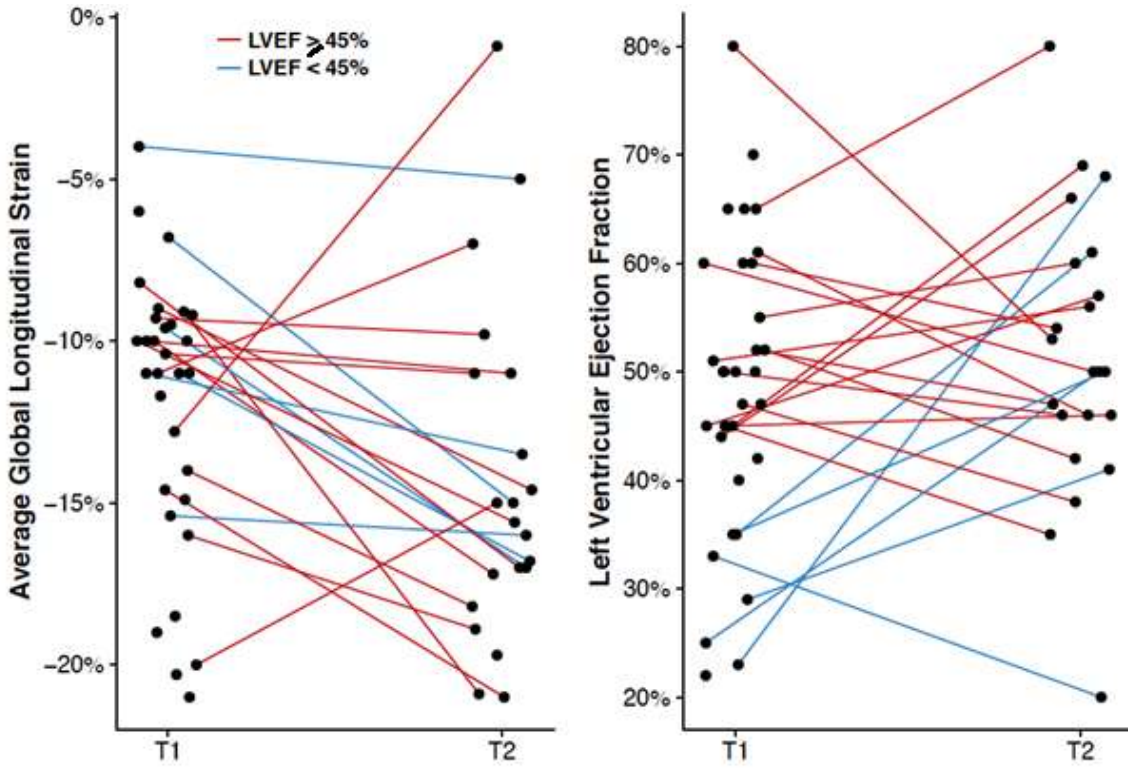 Average Global Longitudinal Strain
0%
−5%
−10%
−15%
−20%
LVEF ≥ 45%
LVEF < 45%
T1
T2
Left Ventricular Ejection Fraction
80%
70%
60%
50%
40%
30%
20%
T1
T2